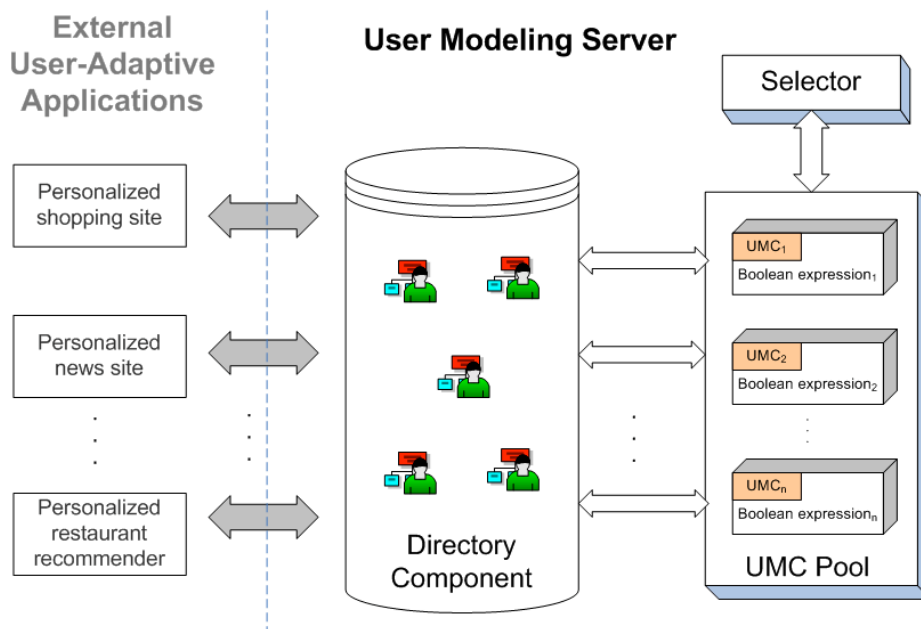 External
User-Adaptive
Applications
User Modeling Server
Selector
Personalized
shopping site
Personalized
news site
Personalized
restaurant
recommender
Directory
Component
UMC₁
Boolean expression₁
UMC₂
Boolean expression₂
UMCₙ
Boolean expressionₙ
UMC Pool